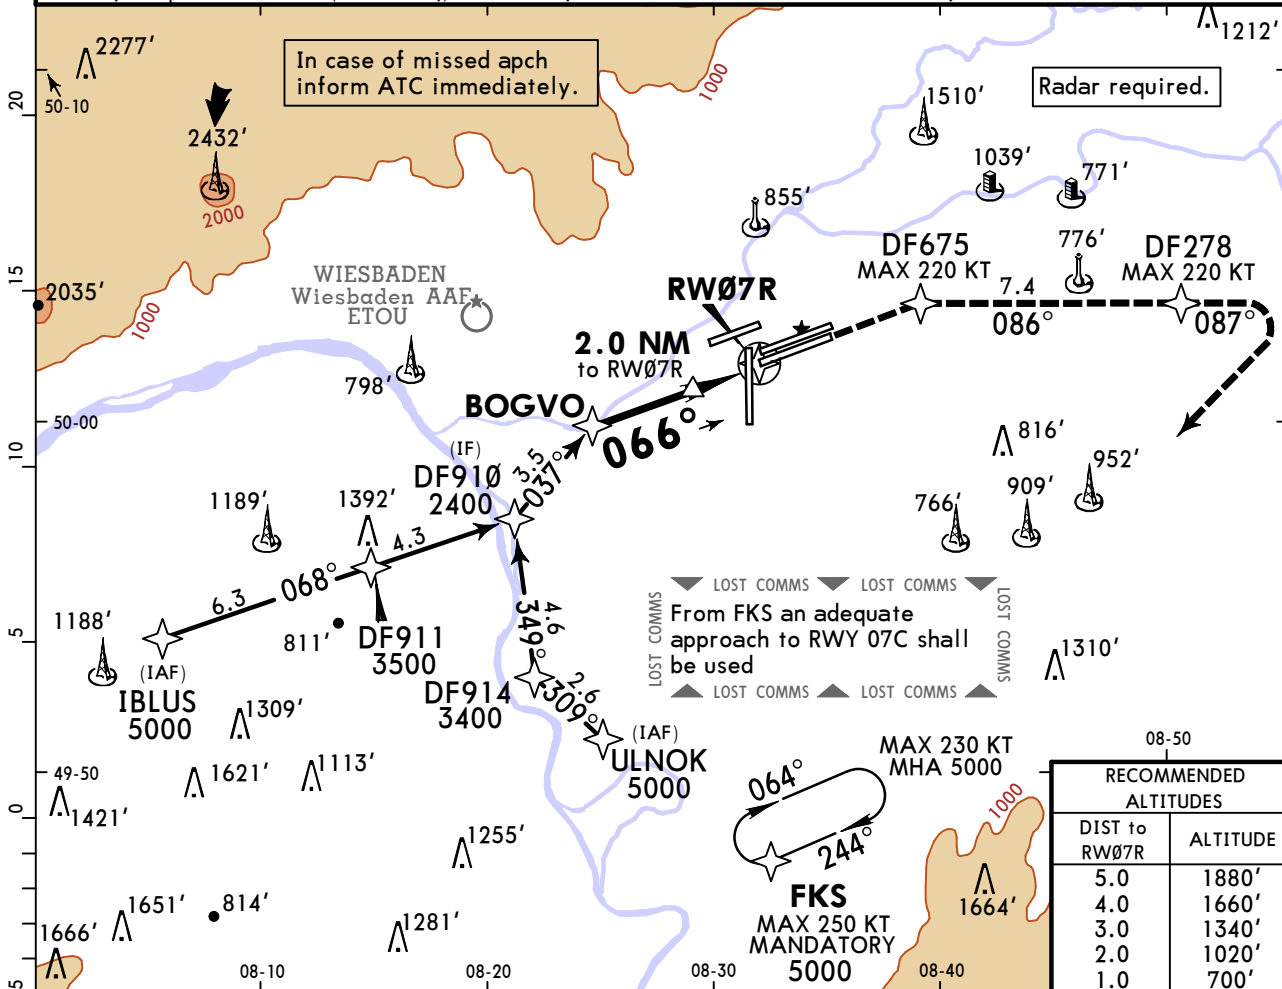 2277'
In case of missed apch
inform ATC immediately.
1000
Radar required.
1212'
50-10
20
2432'
2000
1510'
1039'
771'
855'
776'
DF675
MAX 220 KT
DF278
MAX 220 KT
7.4
086°
087°
15
2035'
1000
WIESBADEN
Wiesbaden AAF
ETOU
RWØ7R
2.0 NM
to RWØ7R
798'
BOGVO
066°
50-00
10
(IF)
DF91Ø
2400
3.5
037°
816'
952'
909'
766'
1189'
1392'
4.3
068°
6.3
1188'
811'
DF911
3500
5
(IAF)
IBLUS
5000
4.6
349°
DF914
3400
2.6
309°
(IAF)
ULNOK
5000
LOST COMMS LOST COMMS
LOST COMMS
From FKS an adequate
approach to RWY 07C shall
be used
LOST COMMS
LOST COMMS LOST COMMS
1310'
1309'
1621'
1113'
49-50
1421'
0
1255'
1651'
814'
1281'
1666'
5
MAX 230 KT
MHA 5000
064°
244°
FKS
MAX 250 KT
MANDATORY
5000
1000
1664'
08-50
RECOMMENDED
ALTITUDES
DIST to
RWØ7R
ALTITUDE
5.0 1880'
4.0 1660'
3.0 1340'
2.0 1020'
1.0 700'
08-10
08-20
08-30
08-40